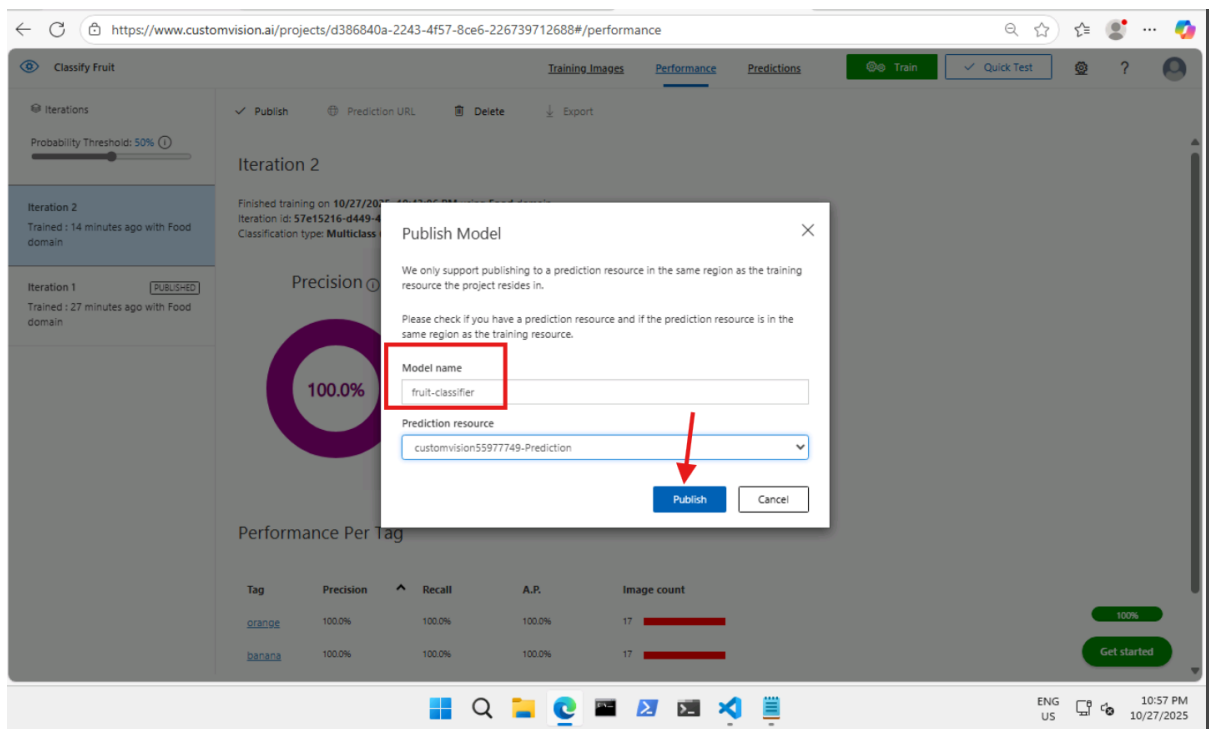 https://www.customvision.ai/projects/d386840a-2243-4f57-8ce6-226739712688#/performance
Classify Fruit
Training Images
Performance
Predictions
Train
Quick Test
?
Iterations
Probability Threshold: 50%
Iteration 2
Trained : 14 minutes ago with Food
domain
Iteration 1
PUBLISHED
Trained : 27 minutes ago with Food
domain
Publish
Prediction URL
Delete
Export
Iteration 2
Finished training on 10/27/2025
Iteration id: 57e15216-d449-4
Classification type: Multiclass
Precision
100.0%
Publish Model
We only support publishing to a prediction resource in the same region as the training
resource the project resides in.
Please check if you have a prediction resource and if the prediction resource is in the
same region as the training resource.
Model name
fruit-classifier
Prediction resource
customvision55977749-Prediction
Publish
Cancel
Performance Per Tag
Tag Precision Recall A.P. Image count
orange 100.0% 100.0% 100.0% 17
banana 100.0% 100.0% 100.0% 17
100%
Get started
ENG
US
10:57 PM
10/27/2025